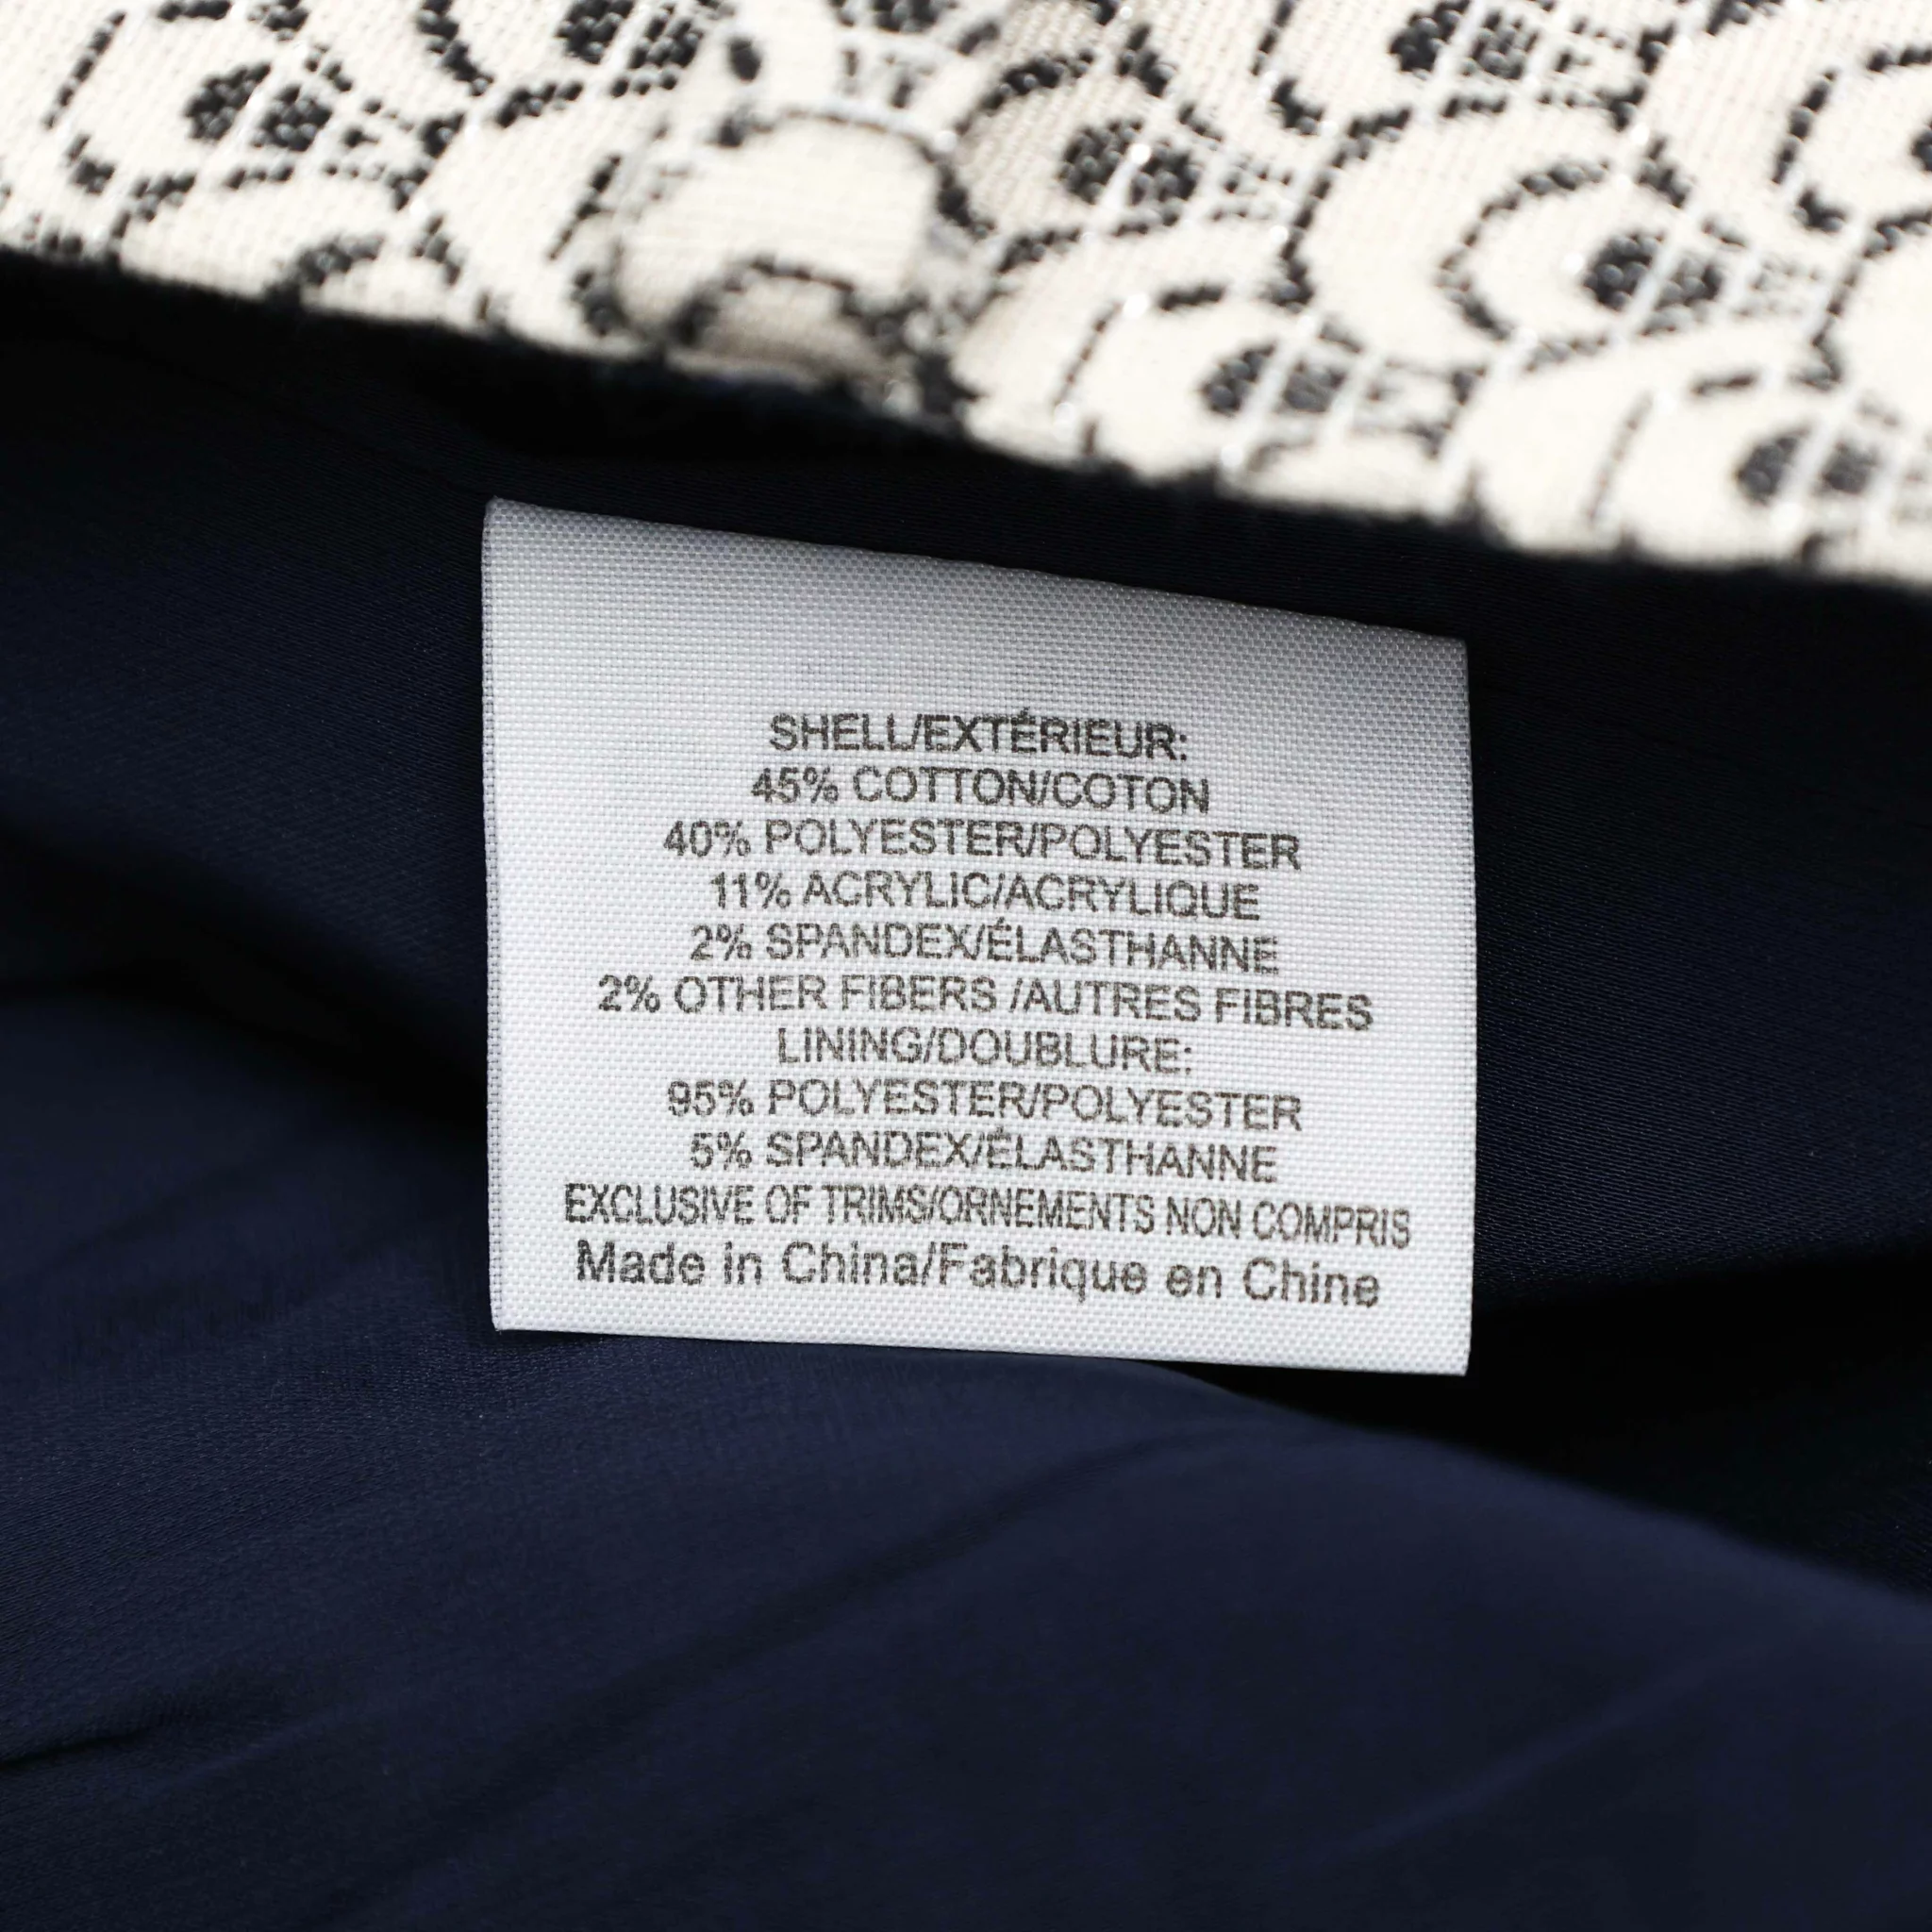 SHELL/EXTÉRIEUR:
45% COTTON/COTON
40% POLYESTER/POLYESTER
11% ACRYLIC/ACRYLIQUE
2% SPANDEX/ÉLASTHANNE
2% OTHER FIBERS /AUTRES FIBRES
LINING/DOUBLURE:
95% POLYESTER/POLYESTER
5% SPANDEX/ÉLASTHANNE
EXCLUSIVE OF TRIMS/ORNEMENTS NON COMPRIS
Made in China/Fabrique en Chine